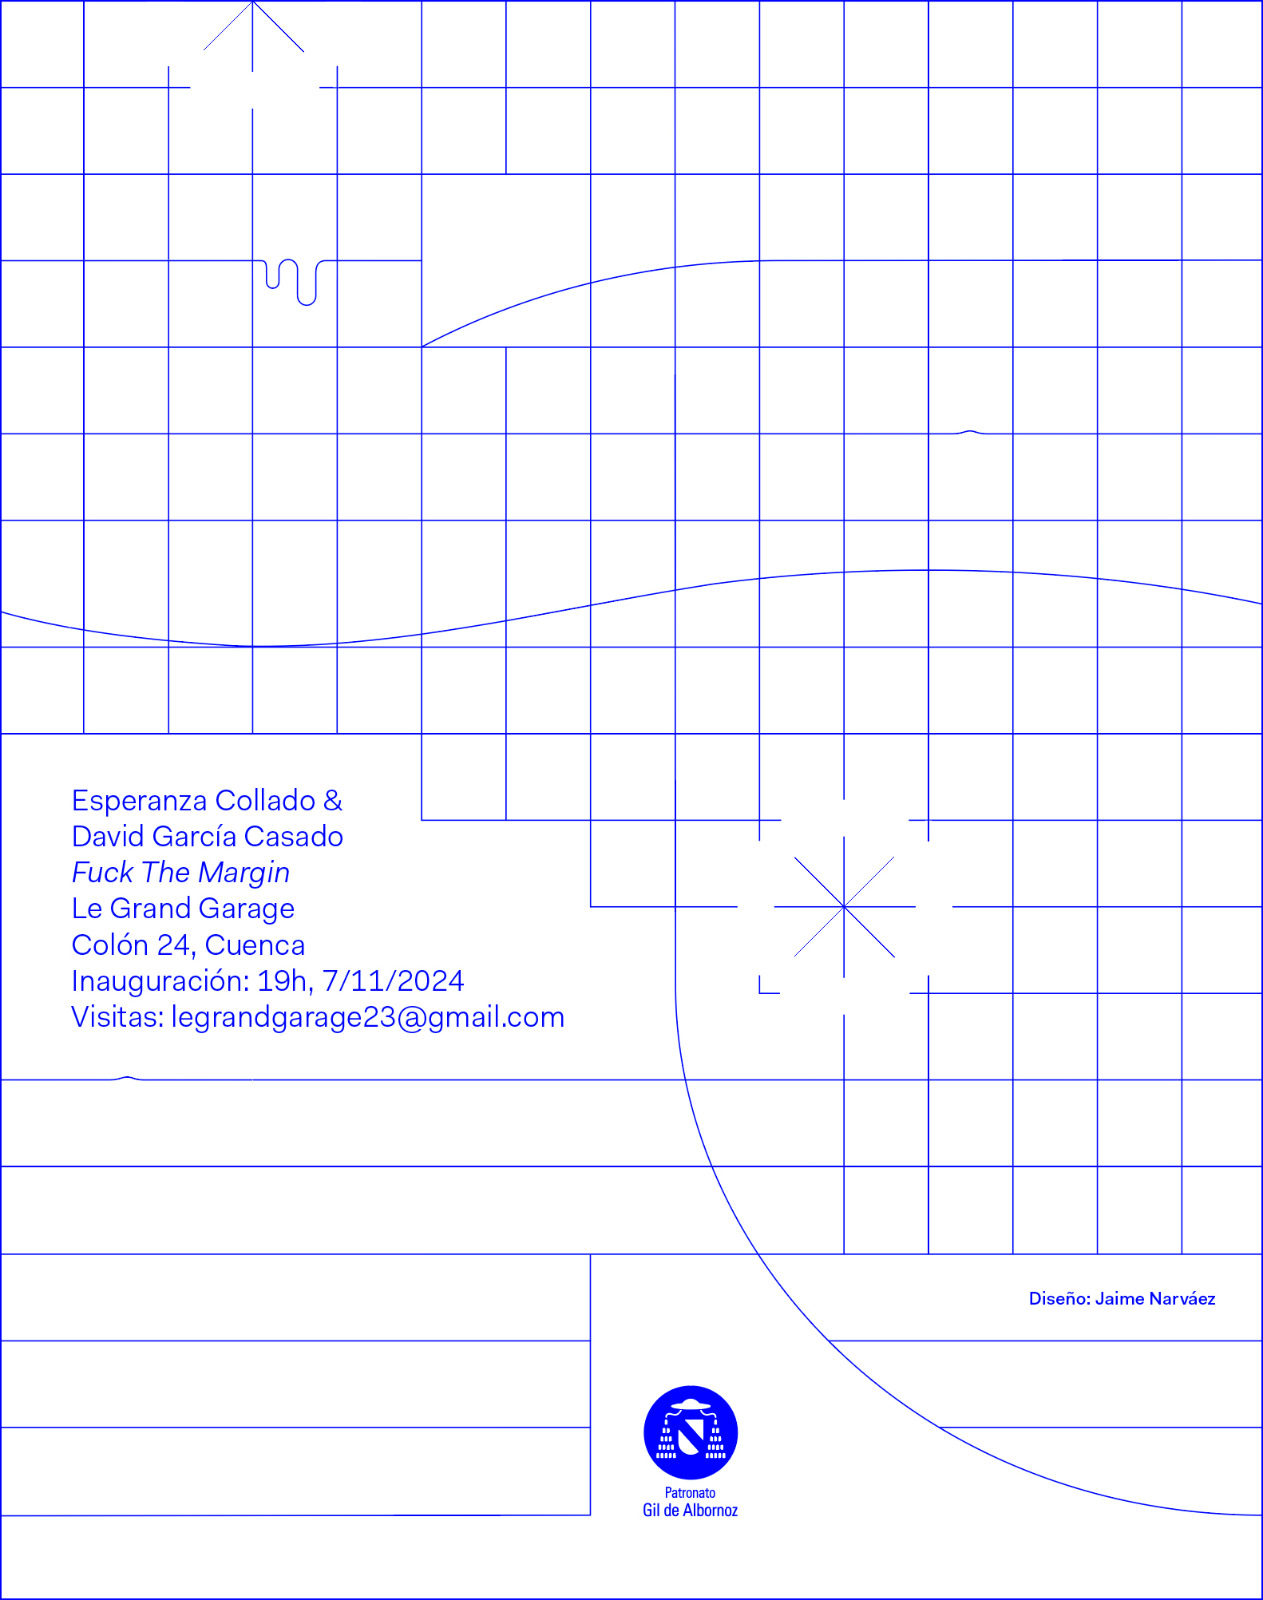 Esperanza Collado &
David García Casado
Fuck The Margin
Le Grand Garage
Colón 24, Cuenca
Inauguración: 19h, 7/11/2024
Visitas: legrandgarage23@gmail.com
Diseño: Jaime Narváez
Patronato
Gil de Albornoz